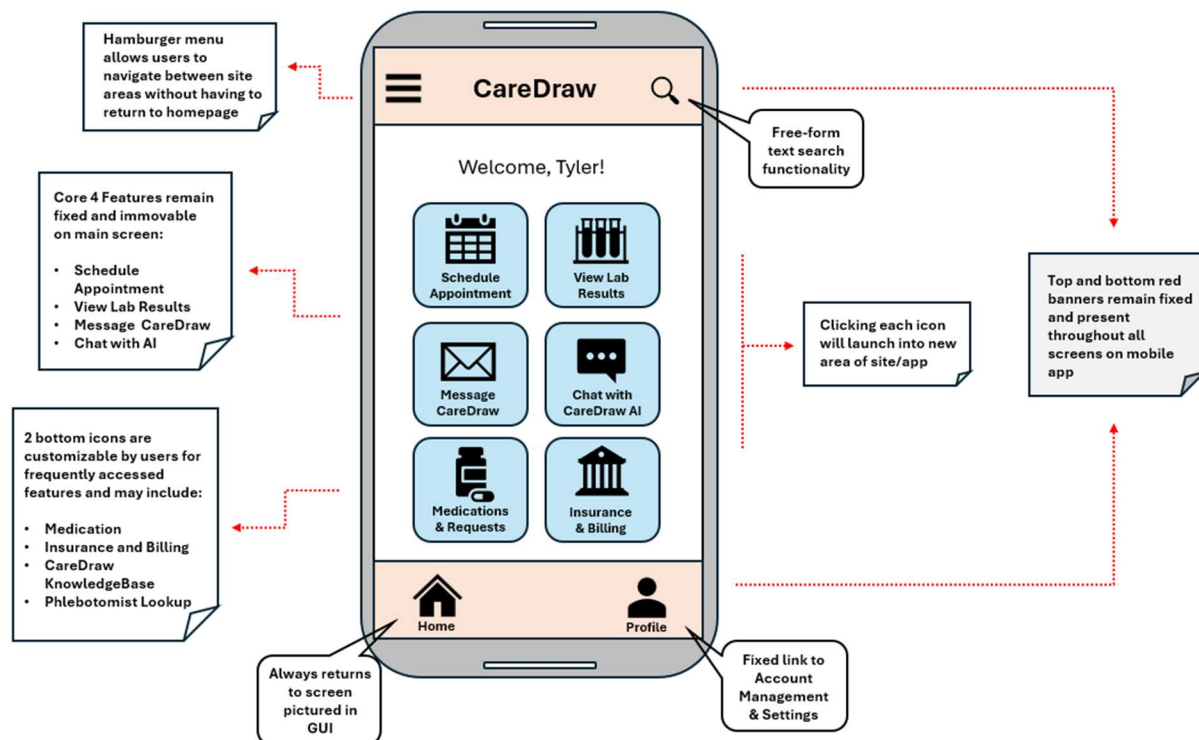 Hamburger menu
allows users to
navigate between site
areas without having to
return to homepage
Core 4 Features remain
fixed and immovable
on main screen:
• Schedule
Appointment
• View Lab Results
• Message CareDraw
• Chat with AI
2 bottom icons are
customizable by users for
frequently accessed
features and may include:
• Medication
• Insurance and Billing
• CareDraw
KnowledgeBase
• Phlebotomist Lookup
CareDraw
Welcome, Tyler!
Schedule
Appointment
View Lab
Results
Message
CareDraw
Chat with
CareDraw AI
Medications
& Requests
Insurance
& Billing
Home
Profile
Always returns
to screen
pictured in
GUI
Fixed link to
Account
Management
& Settings
Free-form
text search
functionality
Clicking each icon
will launch into new
area of site/app
Top and bottom red
banners remain fixed
and present
throughout all
screens on mobile
app